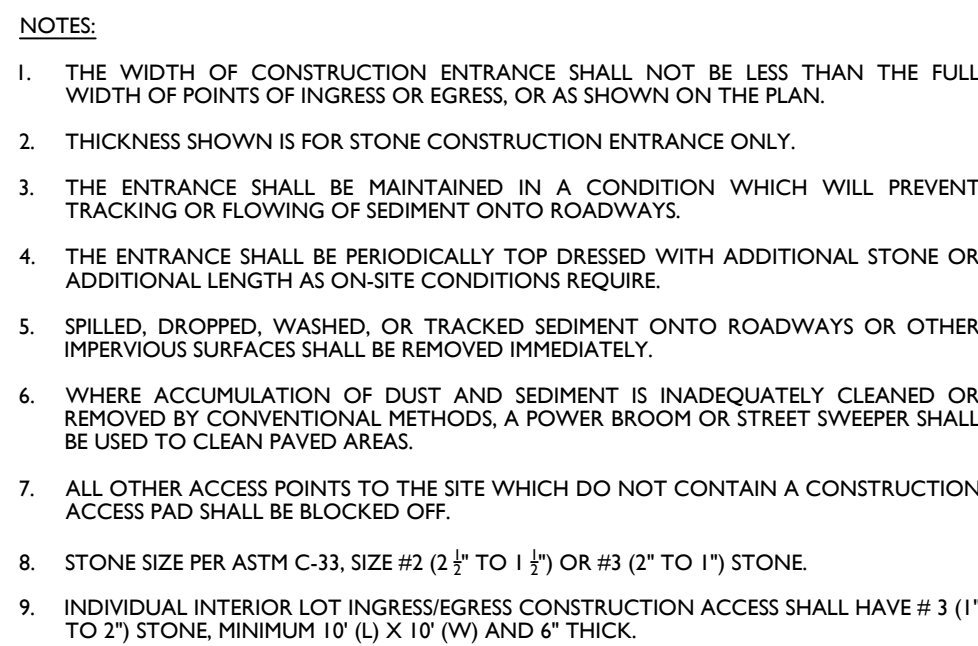 NOTES:
1. THE WIDTH OF CONSTRUCTION ENTRANCE SHALL NOT BE LESS THAN THE FULL
WIDTH OF POINTS OF INGRESS OR EGRESS, OR AS SHOWN ON THE PLAN.
2. THICKNESS SHOWN IS FOR STONE CONSTRUCTION ENTRANCE ONLY.
3. THE ENTRANCE SHALL BE MAINTAINED IN A CONDITION WHICH WILL PREVENT
TRACKING OR FLOWING OF SEDIMENT ONTO ROADWAYS.
4. THE ENTRANCE SHALL BE PERIODICALLY TOP DRESSED WITH ADDITIONAL STONE OR
ADDITIONAL LENGTH AS ON-SITE CONDITIONS REQUIRE.
5. SPILLED, DROPPED, WASHED, OR TRACKED SEDIMENT ONTO ROADWAYS OR OTHER
IMPERVIOUS SURFACES SHALL BE REMOVED IMMEDIATELY.
6. WHERE ACCUMULATION OF DUST AND SEDIMENT IS INADEQUATELY CLEANED OR
REMOVED BY CONVENTIONAL METHODS, A POWER BROOM OR STREET SWEEPER SHALL
BE USED TO CLEAN PAVED AREAS.
7. ALL OTHER ACCESS POINTS TO THE SITE WHICH DO NOT CONTAIN A CONSTRUCTION
ACCESS PAD SHALL BE BLOCKED OFF.
8. STONE SIZE PER ASTM C-33, SIZE #2 (2 1/2" TO 1 1/2") OR #3 (2" TO 1") STONE.
9. INDIVIDUAL INTERIOR LOT INGRESS/EGRESS CONSTRUCTION ACCESS SHALL HAVE # 3 (1"
TO 2") STONE, MINIMUM 10' (L) X 10' (W) AND 6" THICK.